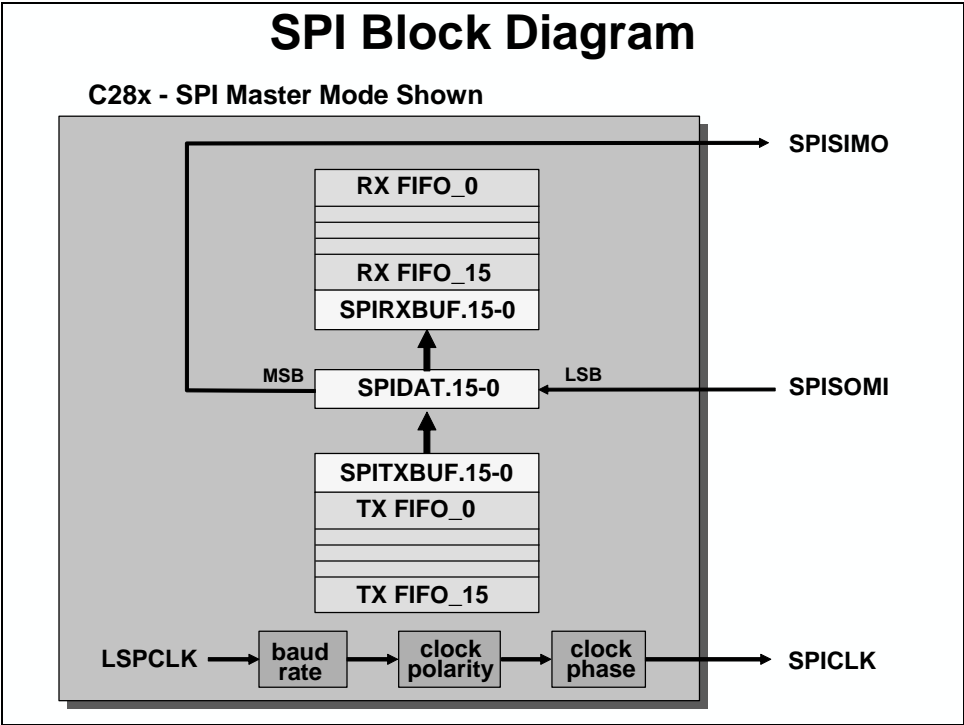 SPI Block Diagram
C28x - SPI Master Mode Shown
SPISIMO
RX FIFO_0
RX FIFO_15
SPIRXBUF.15-0
MSB
SPIDAT.15-0
LSB
SPISOMI
SPITXBUF.15-0
TX FIFO_0
TX FIFO_15
LSPCLK
baud
rate
clock
polarity
clock
phase
SPICLK